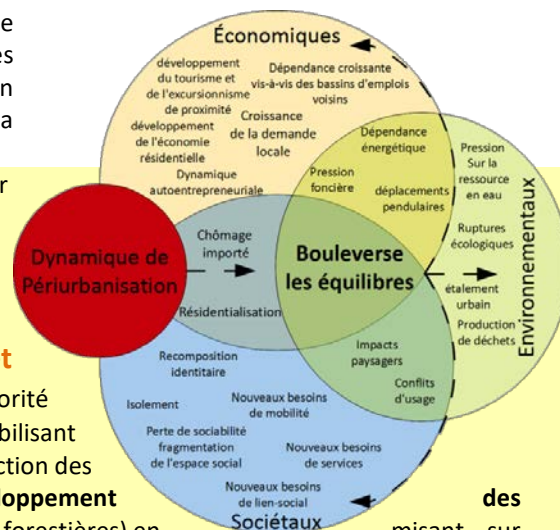 e
es
n
a
r
t
orité
bilisant
ction des
loppement des
forestières) en misant sur
Économiques
développement
du tourisme et
de l'excursionnisme
de proximité
Dépendance croissante
vis-à-vis des bassins d'emplois
voisins
développement
de l'économie
résidentielle
Croissance
de la demande
locale
Dynamique
autoentrepreneuriale
Dépendance
énergétique
Pression
foncière
déplacements
pendulaires
Pression
Sur la
ressource
en eau
Ruptures
écologiques
étalement
urbain
Production
de déchets
Environnementaux
Dynamique de
Périurbanisation
Chômage
importé
Résidentialisation
Bouleverse
les équilibres
Impacts
paysagers
Conflits
d'usage
Recomposition
identitaire
Isolement
Nouveaux besoins
de mobilité
Perte de sociabilité
fragmentation
de l'espace social
Nouveaux besoins
de services
Nouveaux besoins
de lien-social
Sociétaux